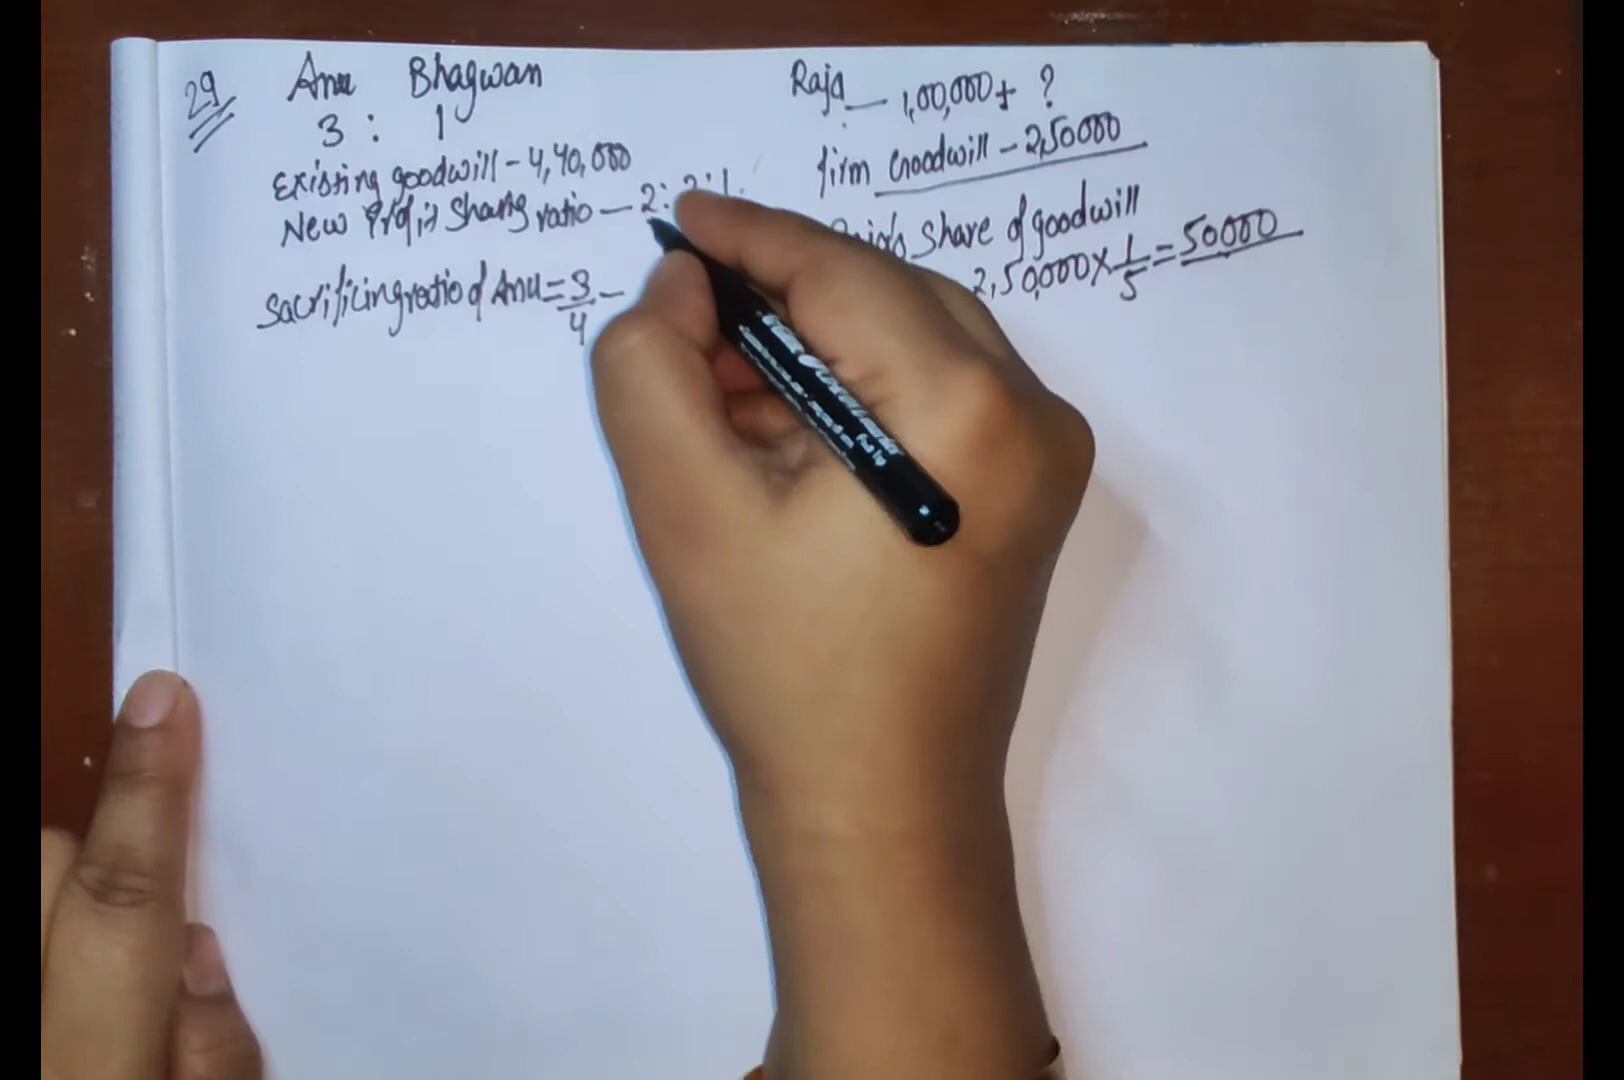 29
Anu Bhagwan
3 : 1
Existing goodwill - 4,40,000
New Profit sharing ratio — 2:2:1
Sacrificing ratio of Anu = 3/4 -
Raja — 1,00,000 + ?
firm Goodwill - 2,50000
share of goodwill
2,50,000 × 1/5 = 50000